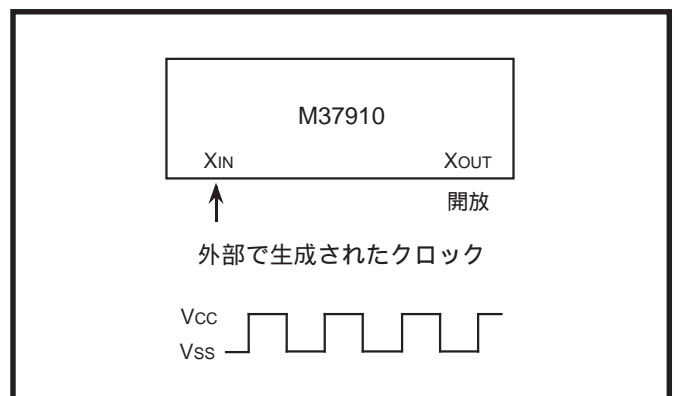 M37910
XIN XOUT
開放
外部で生成されたクロック
Vcc
Vss